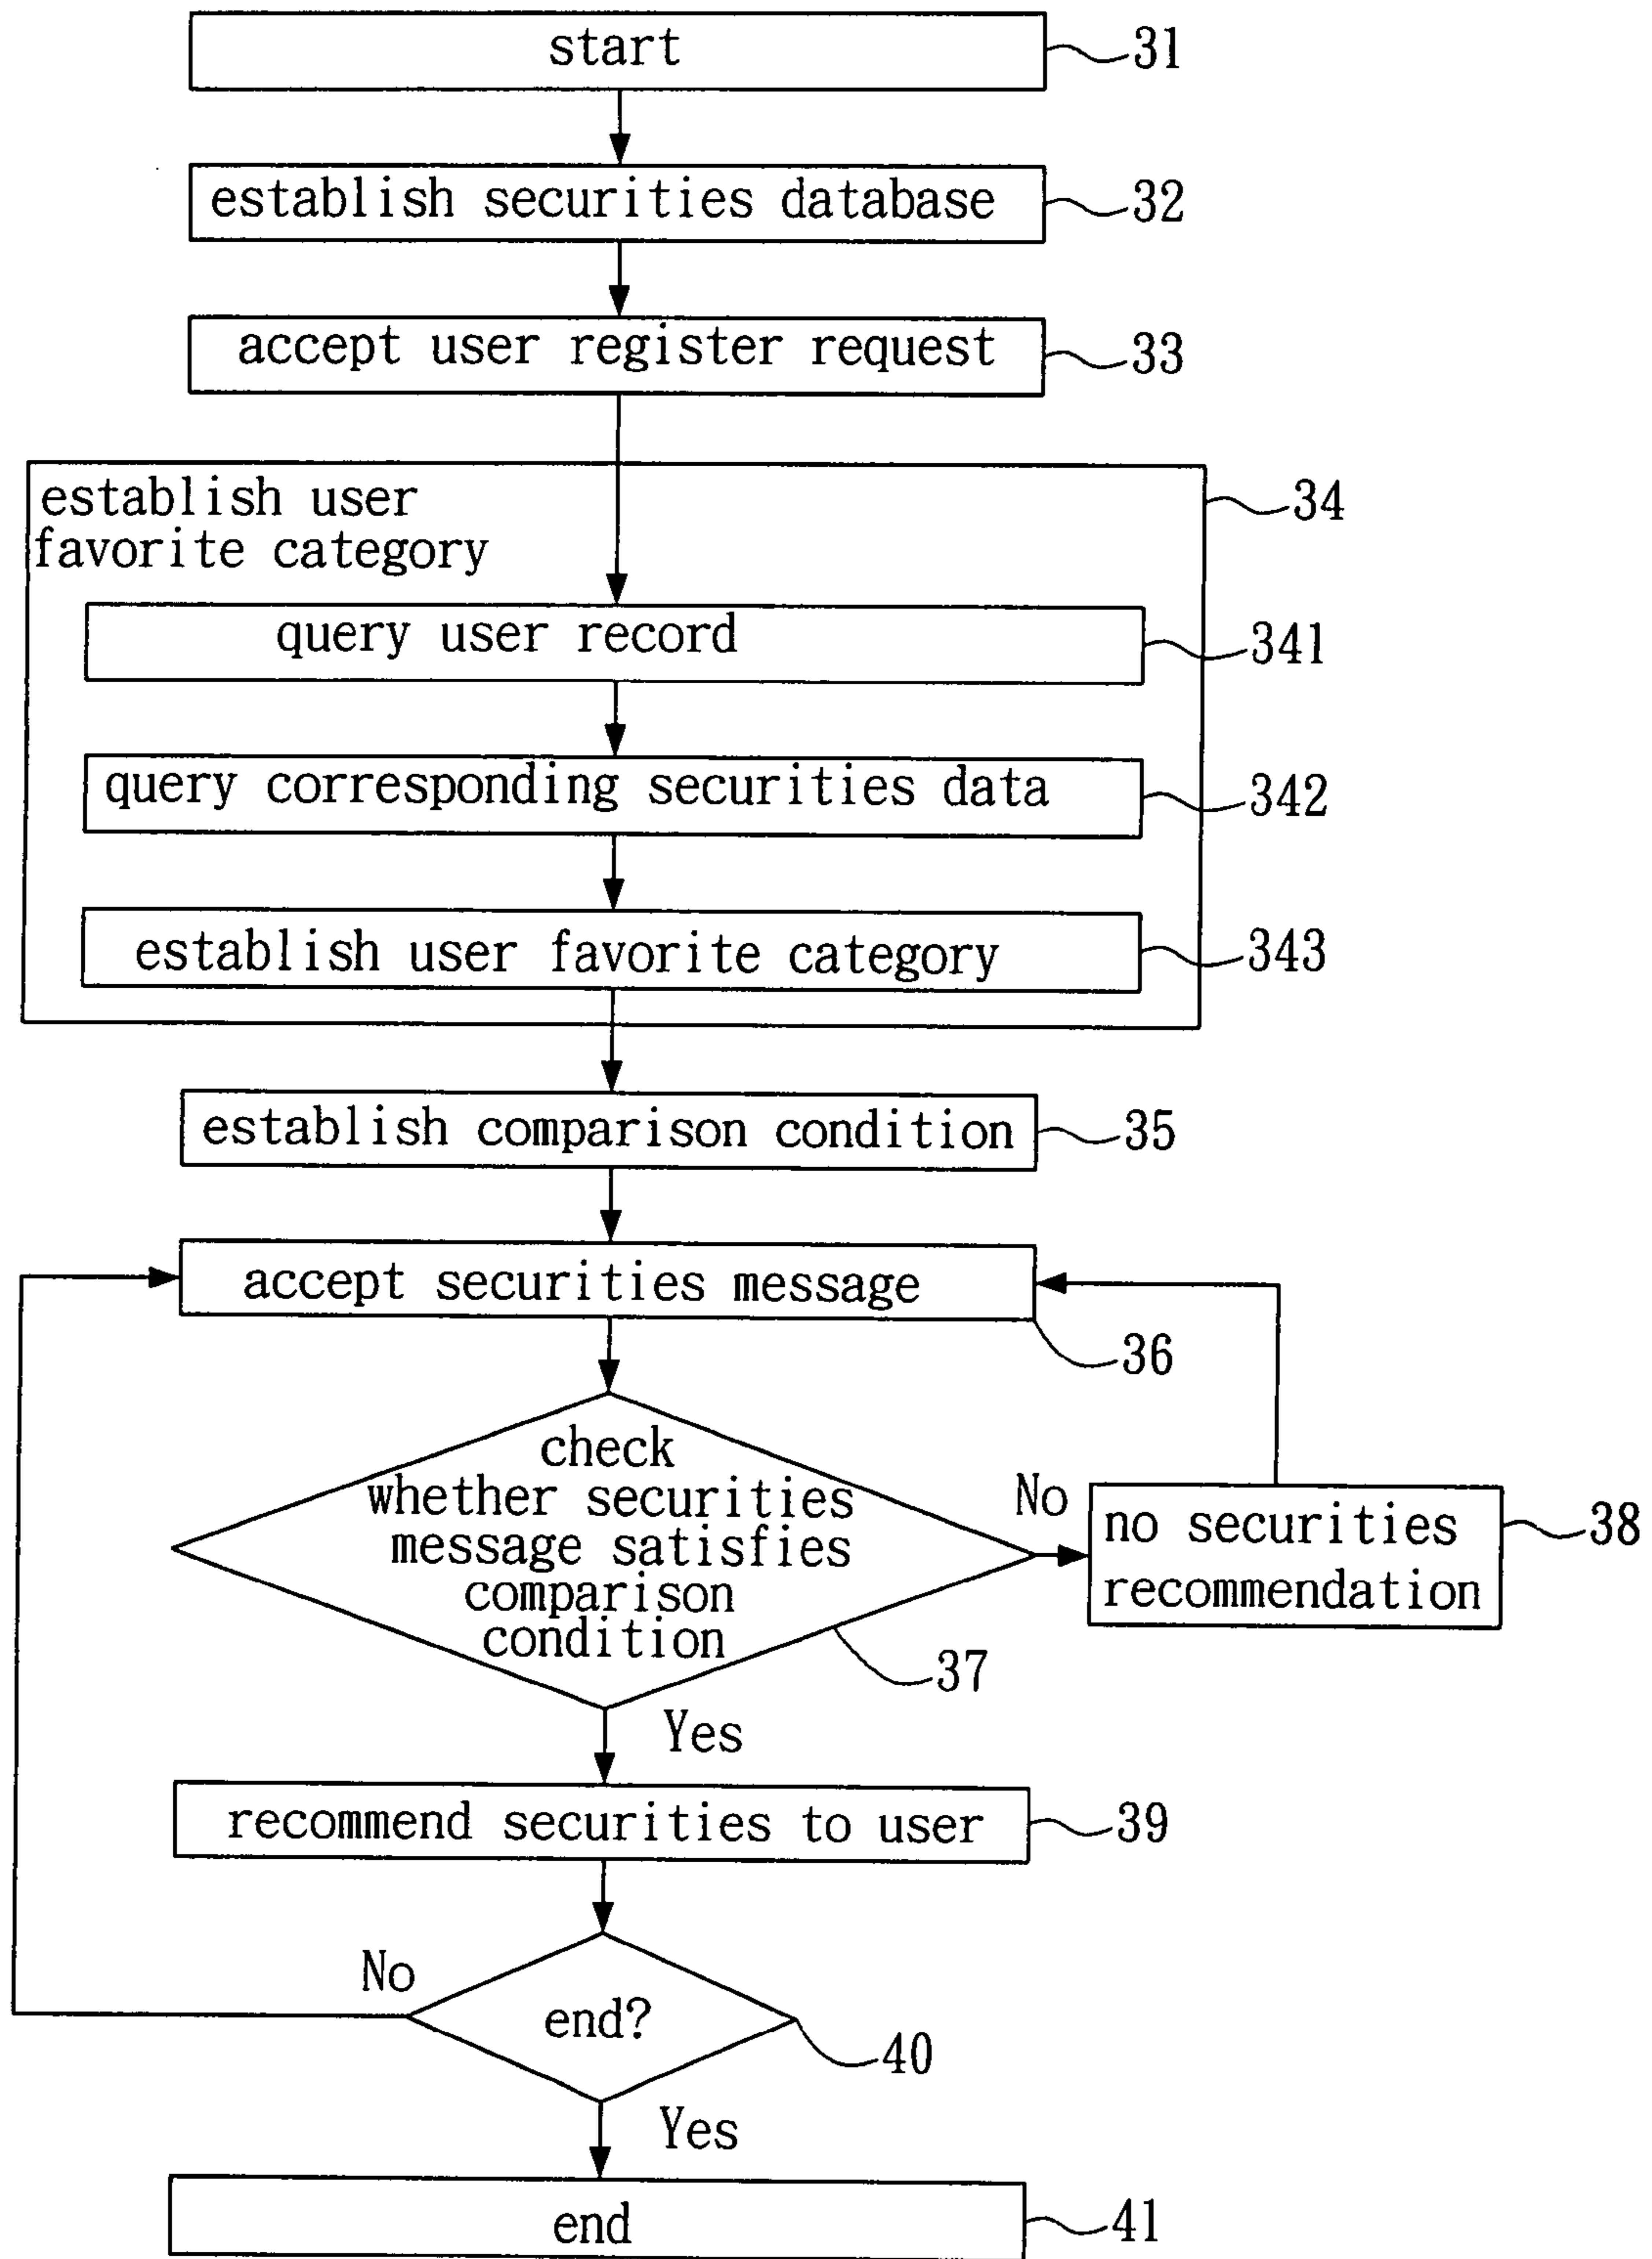 start
31
establish securities database
32
accept user register request
33
establish user
favorite category
34
query user record
341
query corresponding securities data
342
establish user favorite category
343
establish comparison condition
35
accept securities message
36
check
whether securities
message satisfies
comparison
condition
37
No
no securities
recommendation
38
Yes
recommend securities to user
39
No
end?
40
Yes
end
41